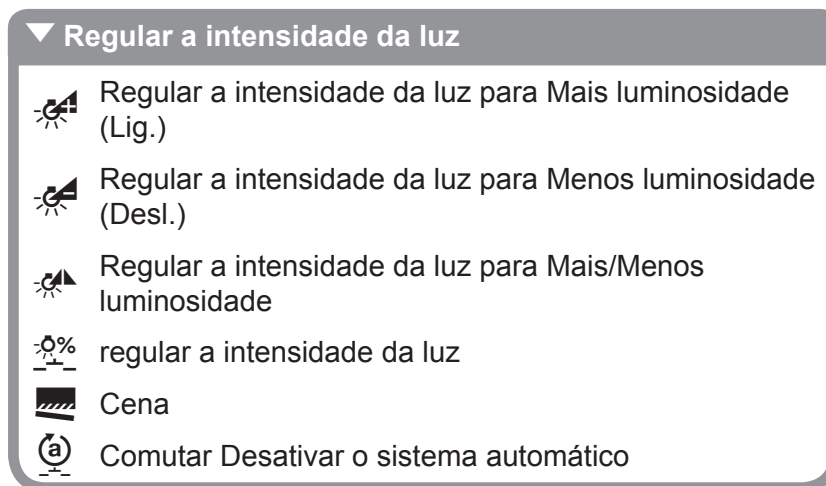 Regular a intensidade da luz
Regular a intensidade da luz para Mais luminosidade
(Lig.)
Regular a intensidade da luz para Menos luminosidade
(Desl.)
Regular a intensidade da luz para Mais/Menos
luminosidade
% regular a intensidade da luz
Cena
a Comutar Desativar o sistema automático